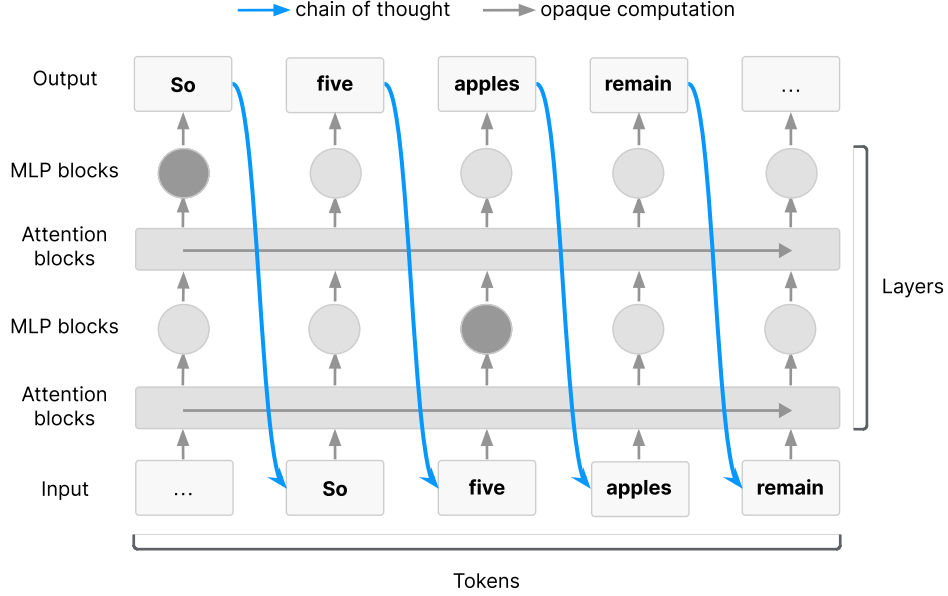 chain of thought
opaque computation
Output
So
five
apples
remain
...
MLP blocks
Attention
blocks
Layers
MLP blocks
Attention
blocks
Input
...
So
five
apples
remain
Tokens